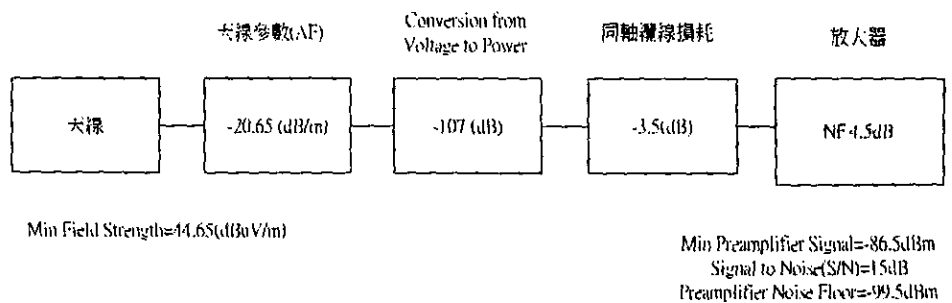 天線參數(AF)
Conversion from
Voltage to Power
同軸纜線損耗
放大器
天線
-20.65 (dB/m)
-107 (dB)
-3.5(dB)
NF 4.5dB
Min Field Strength=44.65(dBuV/m)
Min Preamplifier Signal=-86.5dBm
Signal to Noise(S/N)=15dB
Preamplifier Noise Floor=-99.5dBm